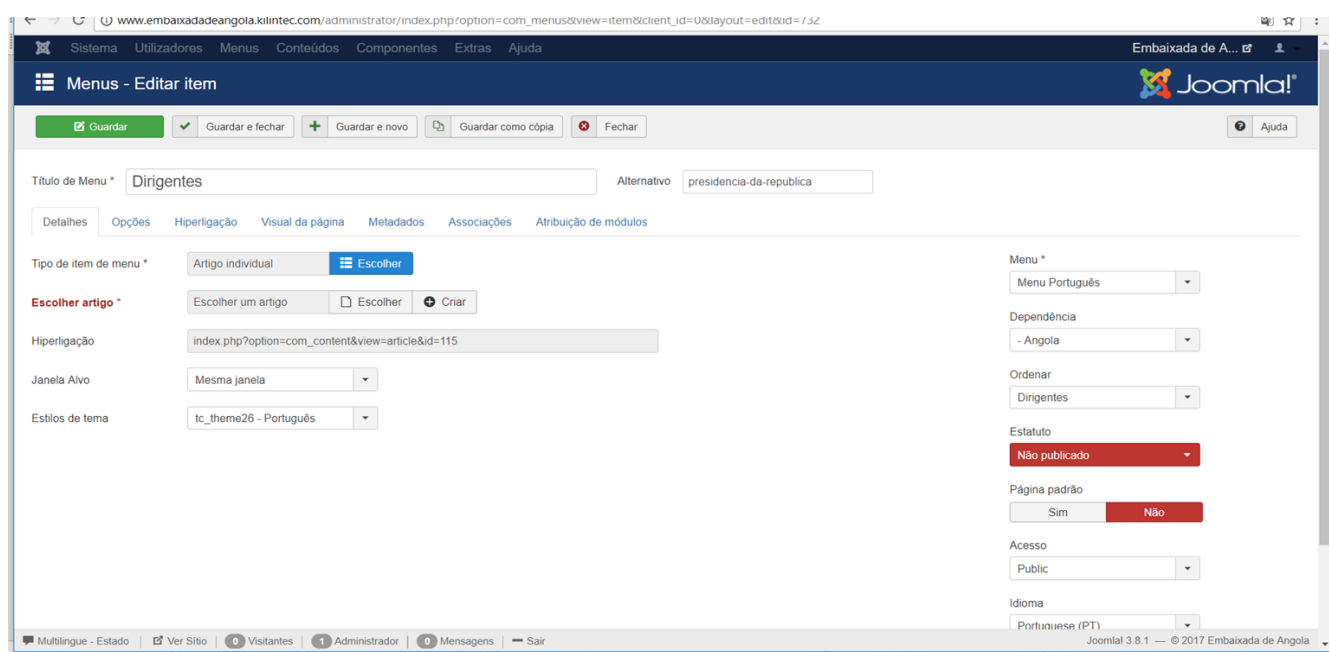 www.embaixadadeangola.kilintec.com/administrator/index.php?option=com_menus&view=item&client_id=0&layout=edit&id=732
Sistema Utilizadores Menus Conteúdos Componentes Extras Ajuda Embaixada de A...
Menus - Editar item Joomla!®
Guardar Guardar e fechar Guardar e novo Guardar como cópia Fechar Ajuda
Título de Menu * Dirigentes Alternativo presidencia-da-republica
Detalhes Opções Hiperligação Visual da página Metadados Associações Atribuição de módulos
Tipo de item de menu * Artigo individual Escolher
Escolher artigo * Escolher um artigo Escolher Criar
Hiperligação index.php?option=com_content&view=article&id=115
Janela Alvo Mesma janela
Estilos de tema tc_theme26 - Português
Menu *
Menu Português
Dependência
- Angola
Ordenar
Dirigentes
Estatuto
Não publicado
Página padrão
Sim Não
Acesso
Public
Idioma
Portuguese (PT)
Multilingue - Estado Ver Sítio 0 Visitantes 1 Administrador 0 Mensagens Sair Joomla! 3.8.1 — © 2017 Embaixada de Angola